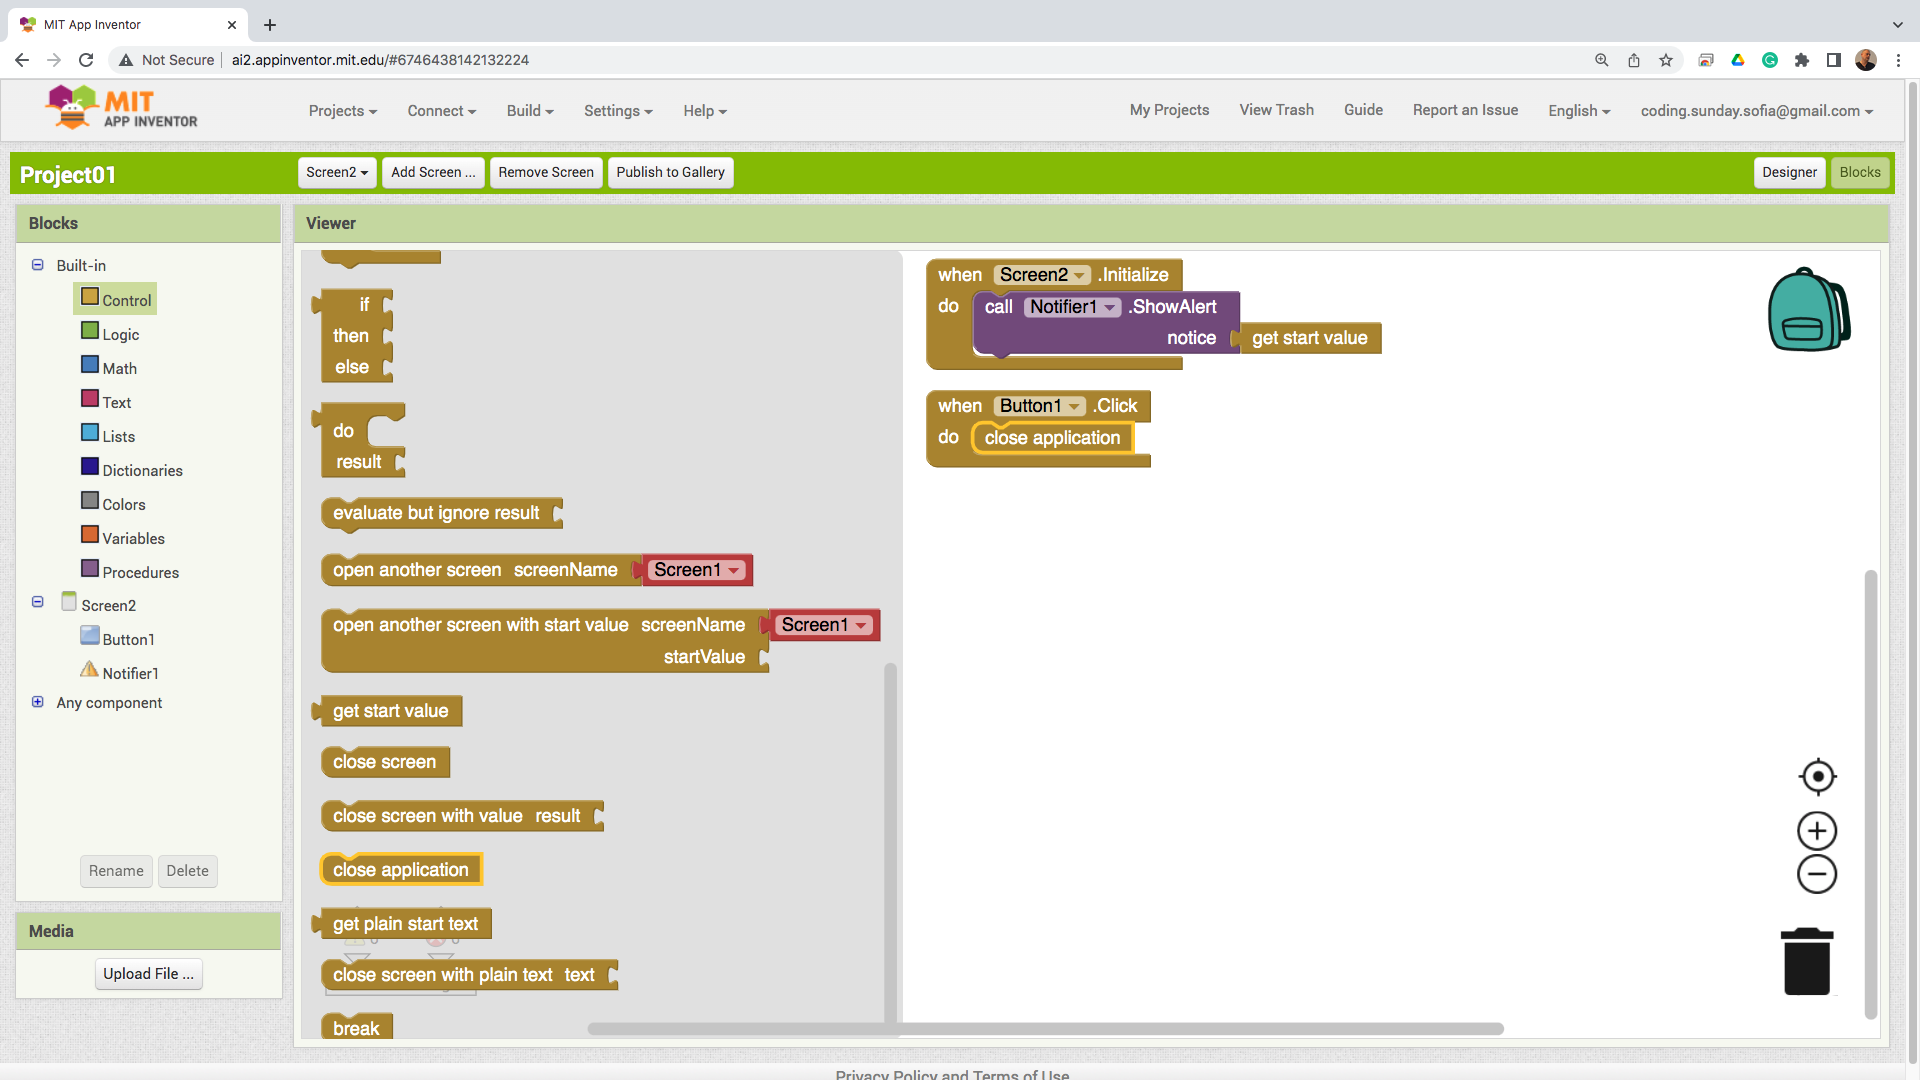 MIT App Inventor
Not Secure
ai2.appinventor.mit.edu/#6746438142132224
MIT
APP INVENTOR
Projects
Connect
Build
Settings
Help
My Projects
View Trash
Guide
Report an Issue
English
coding.sunday.sofia@gmail.com
Project01
Screen2
Add Screen ...
Remove Screen
Publish to Gallery
Designer
Blocks
Blocks
Built-in
Control
Logic
Math
Text
Lists
Dictionaries
Colors
Variables
Procedures
Screen2
Button1
Notifier1
Any component
Rename
Delete
Media
Upload File ...
Viewer
if
then
else
do
result
evaluate but ignore result
open another screen screenName Screen1
open another screen with start value screenName Screen1
startValue
get start value
close screen
close screen with value result
close application
get plain start text
close screen with plain text text
break
when Screen2 .Initialize
do call Notifier1 .ShowAlert
notice get start value
when Button1 .Click
do close application
Privacy Policy and Terms of Use